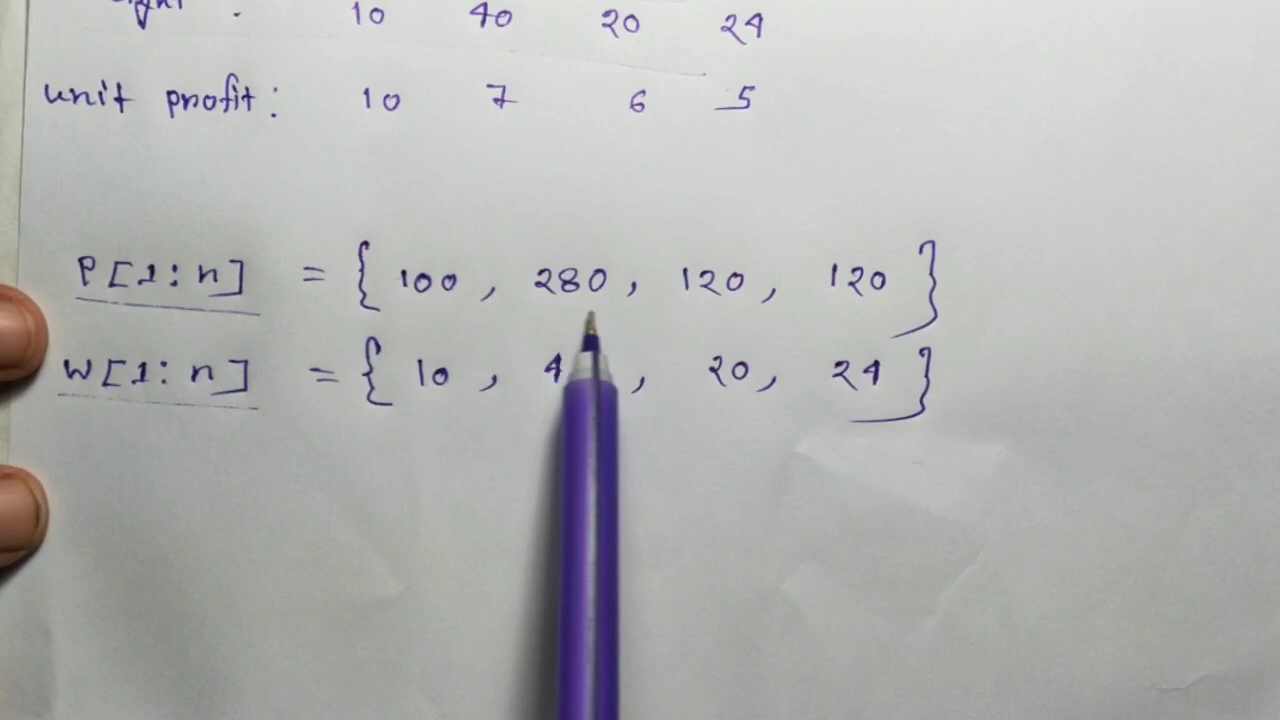 : 10 40 20 24
unit profit: 10 7 6 5
P[1:n] = { 100, 280, 120, 120 }
W[1:n] = { 10, 4 , 20, 24 }